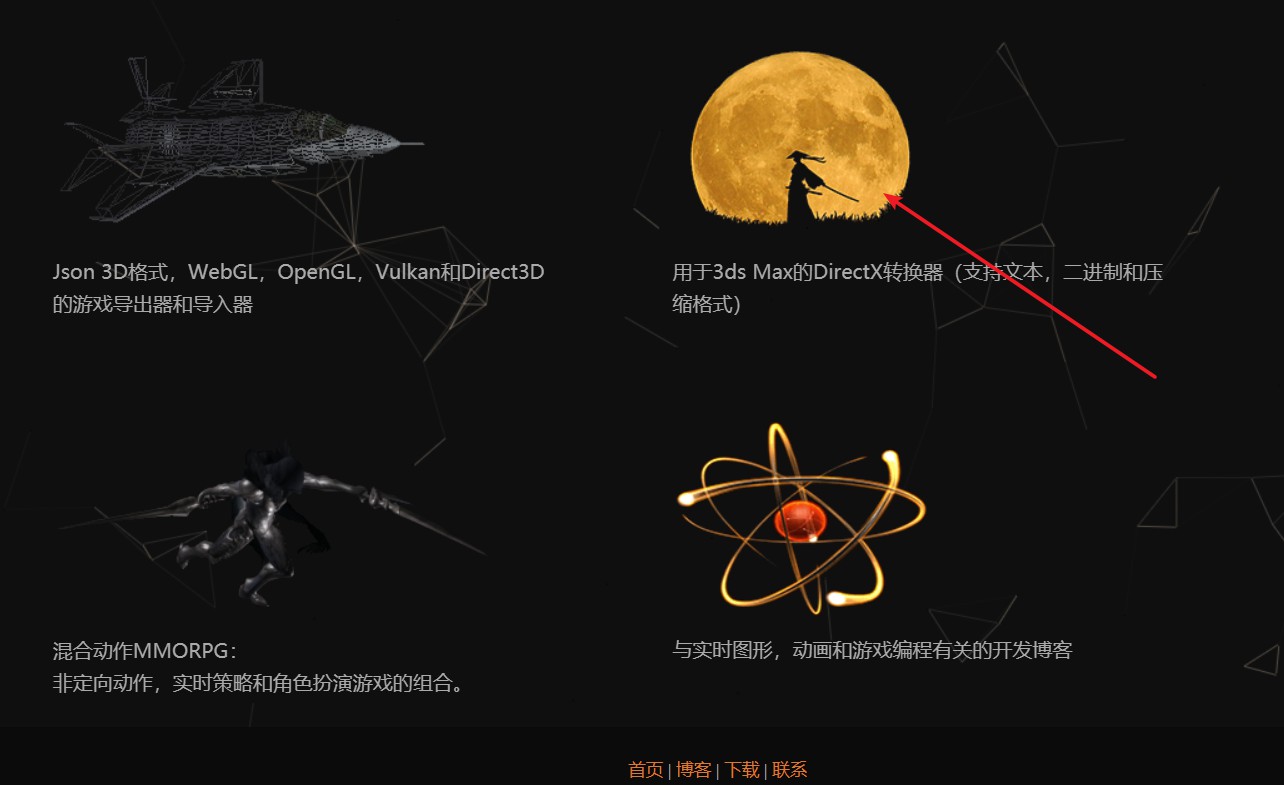 Json 3D格式，WebGL，OpenGL，Vulkan和Direct3D
的游戏导出器和导入器
用于3ds Max的DirectX转换器（支持文本，二进制和压
缩格式）
混合动作MMORPG：
非定向动作，实时策略和角色扮演游戏的组合。
与实时图形，动画和游戏编程有关的开发博客
首页 | 博客 | 下载 | 联系